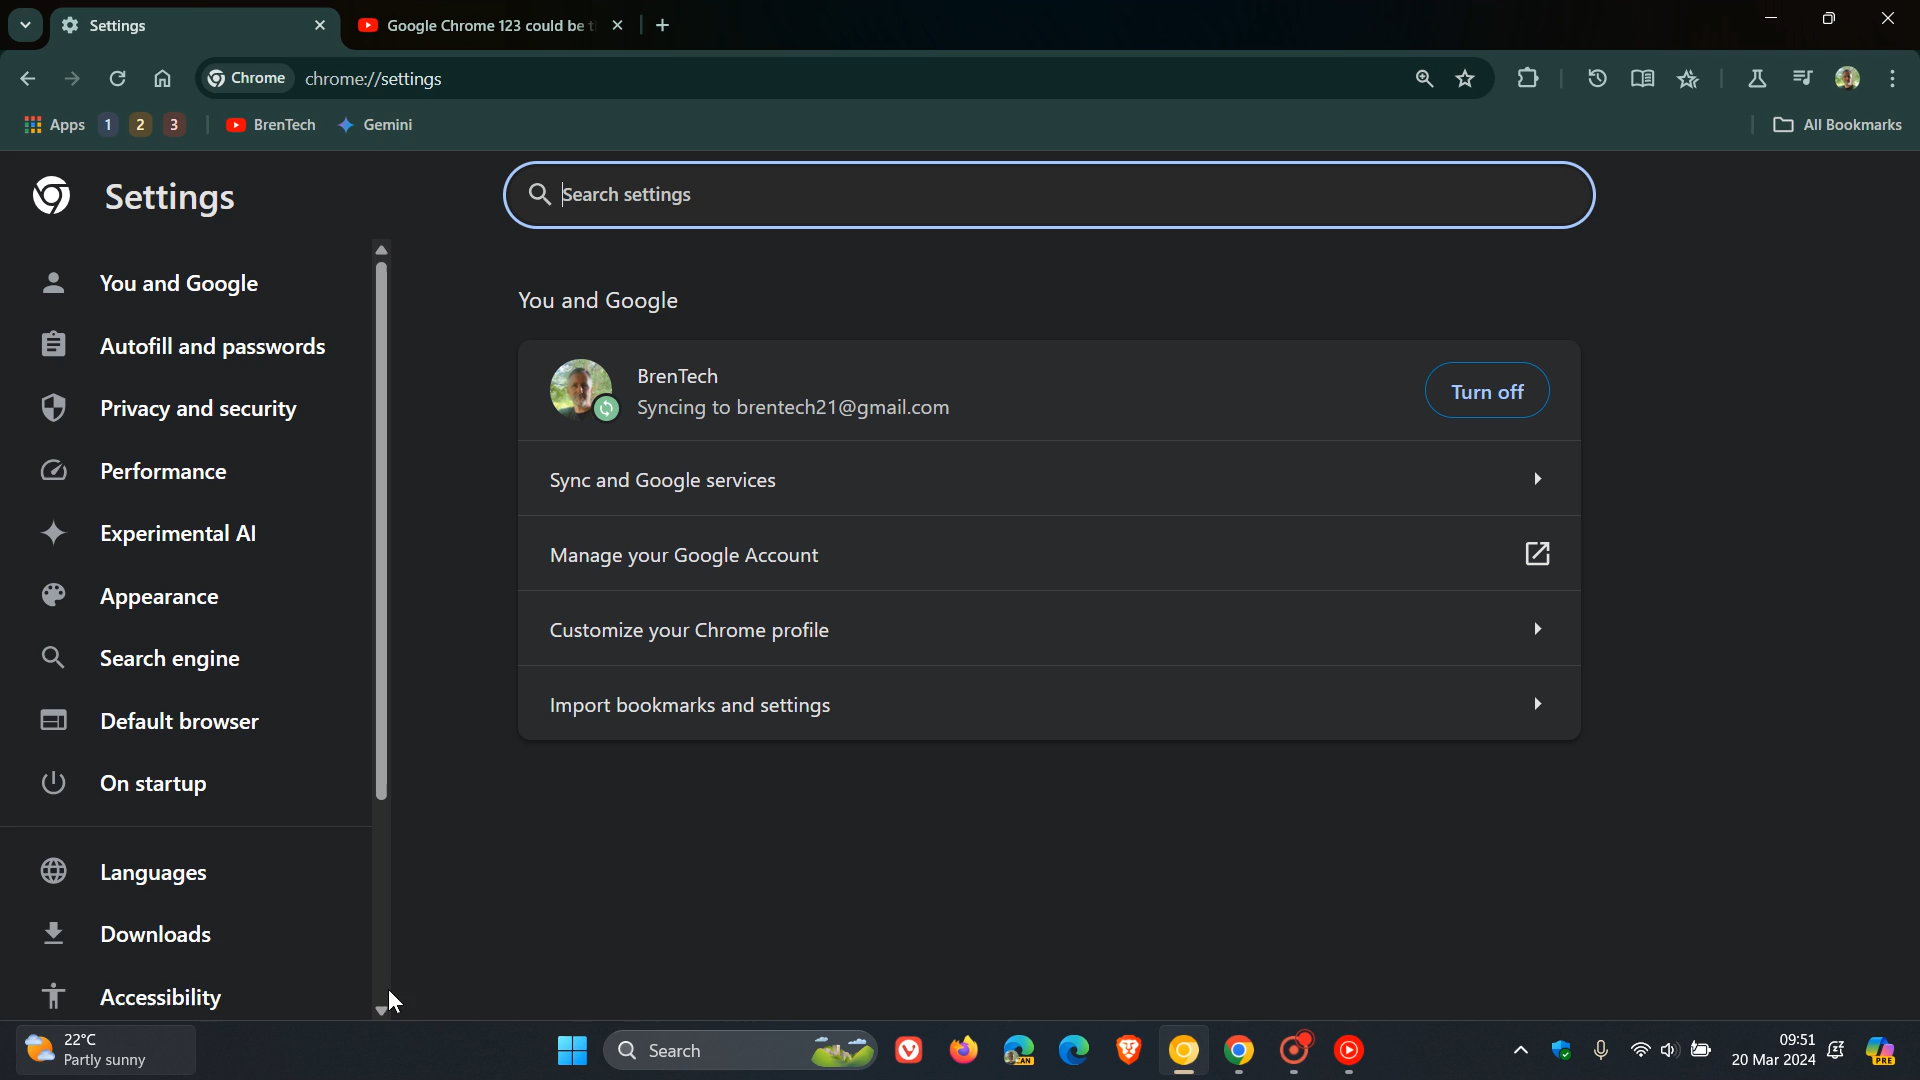 Settings
Google Chrome 123 could be t
Chrome
chrome://settings
Apps
1
2
3
BrenTech
Gemini
All Bookmarks
Settings
Search settings
You and Google
Autofill and passwords
Privacy and security
Performance
Experimental AI
Appearance
Search engine
Default browser
On startup
Languages
Downloads
Accessibility
You and Google
BrenTech
Syncing to brentech21@gmail.com
Turn off
Sync and Google services
Manage your Google Account
Customize your Chrome profile
Import bookmarks and settings
22°C
Partly sunny
Search
CAN
09:51
20 Mar 2024
PRE